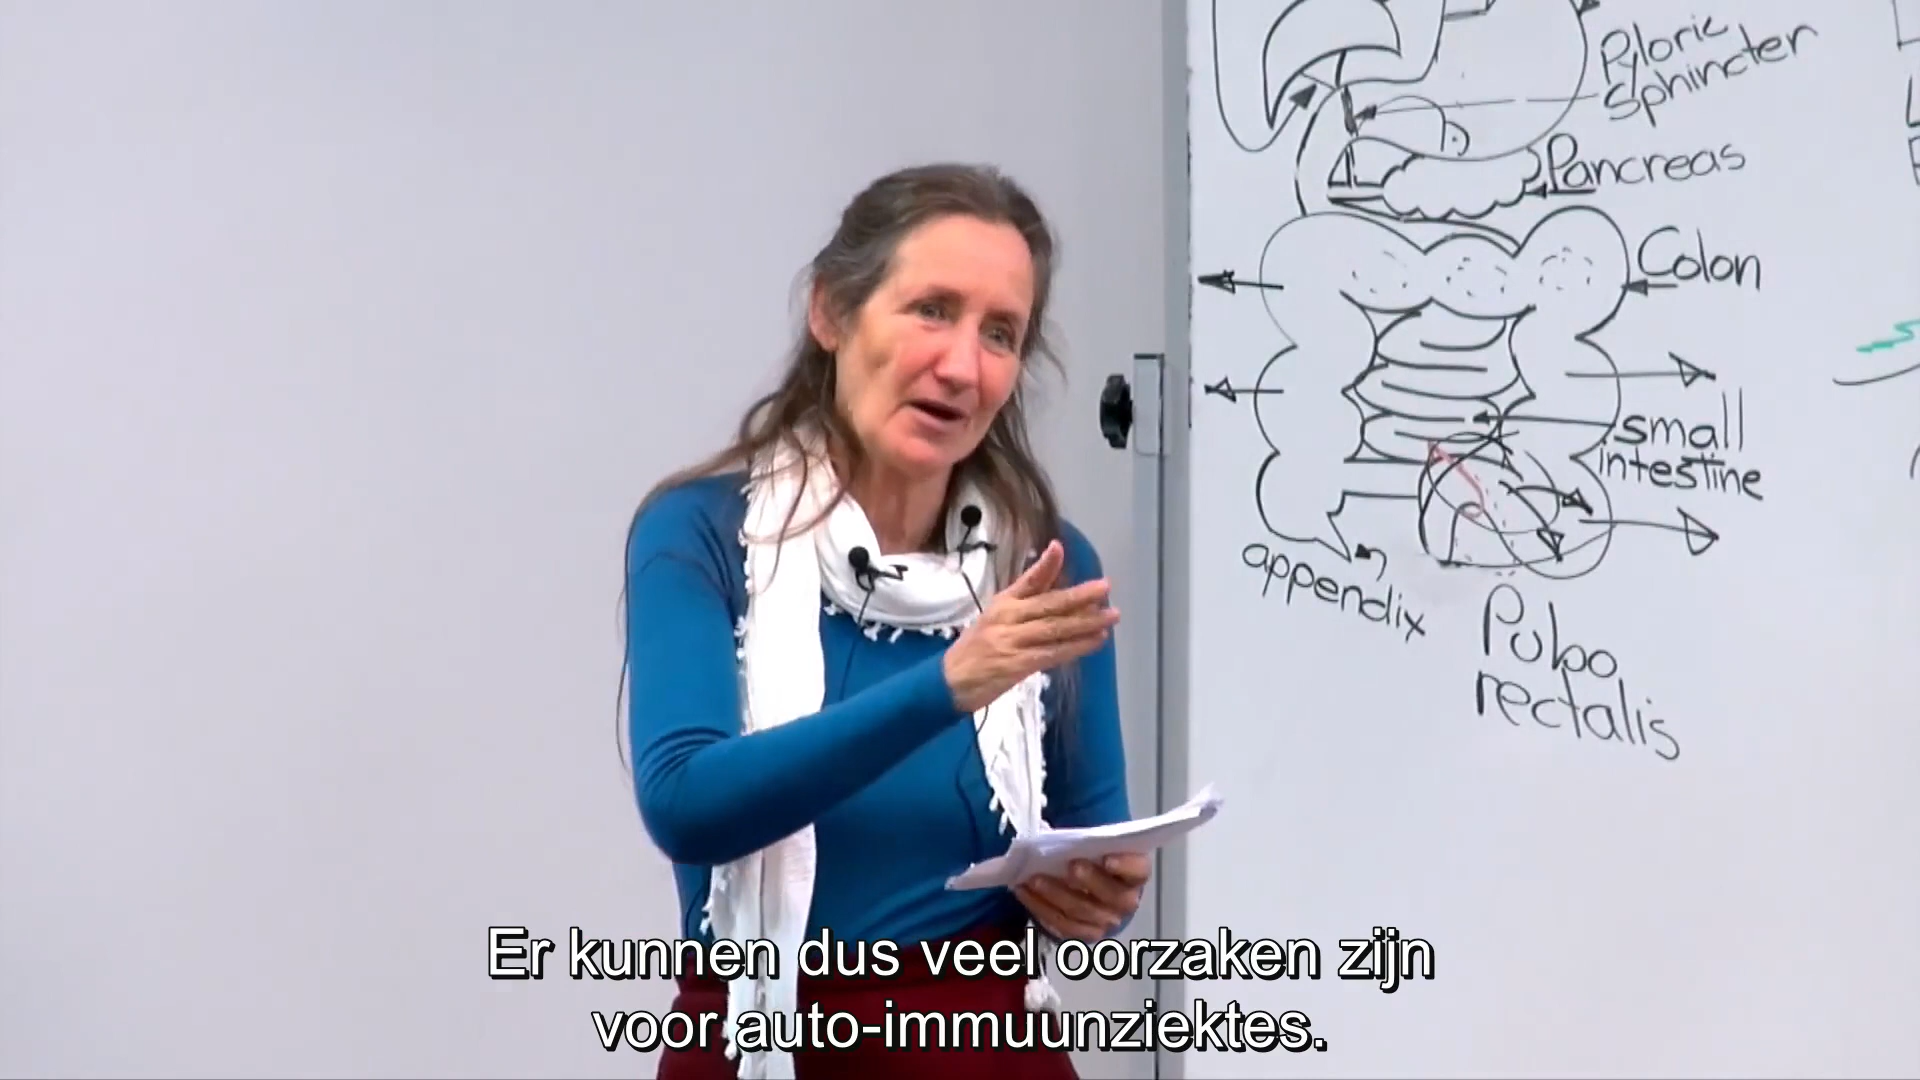 Pyloric
Sphincter
Pancreas
Colon
small
intestine
appendix
Pubo
rectalis
Er kunnen dus veel oorzaken zijn
voor auto-immuunziektes.